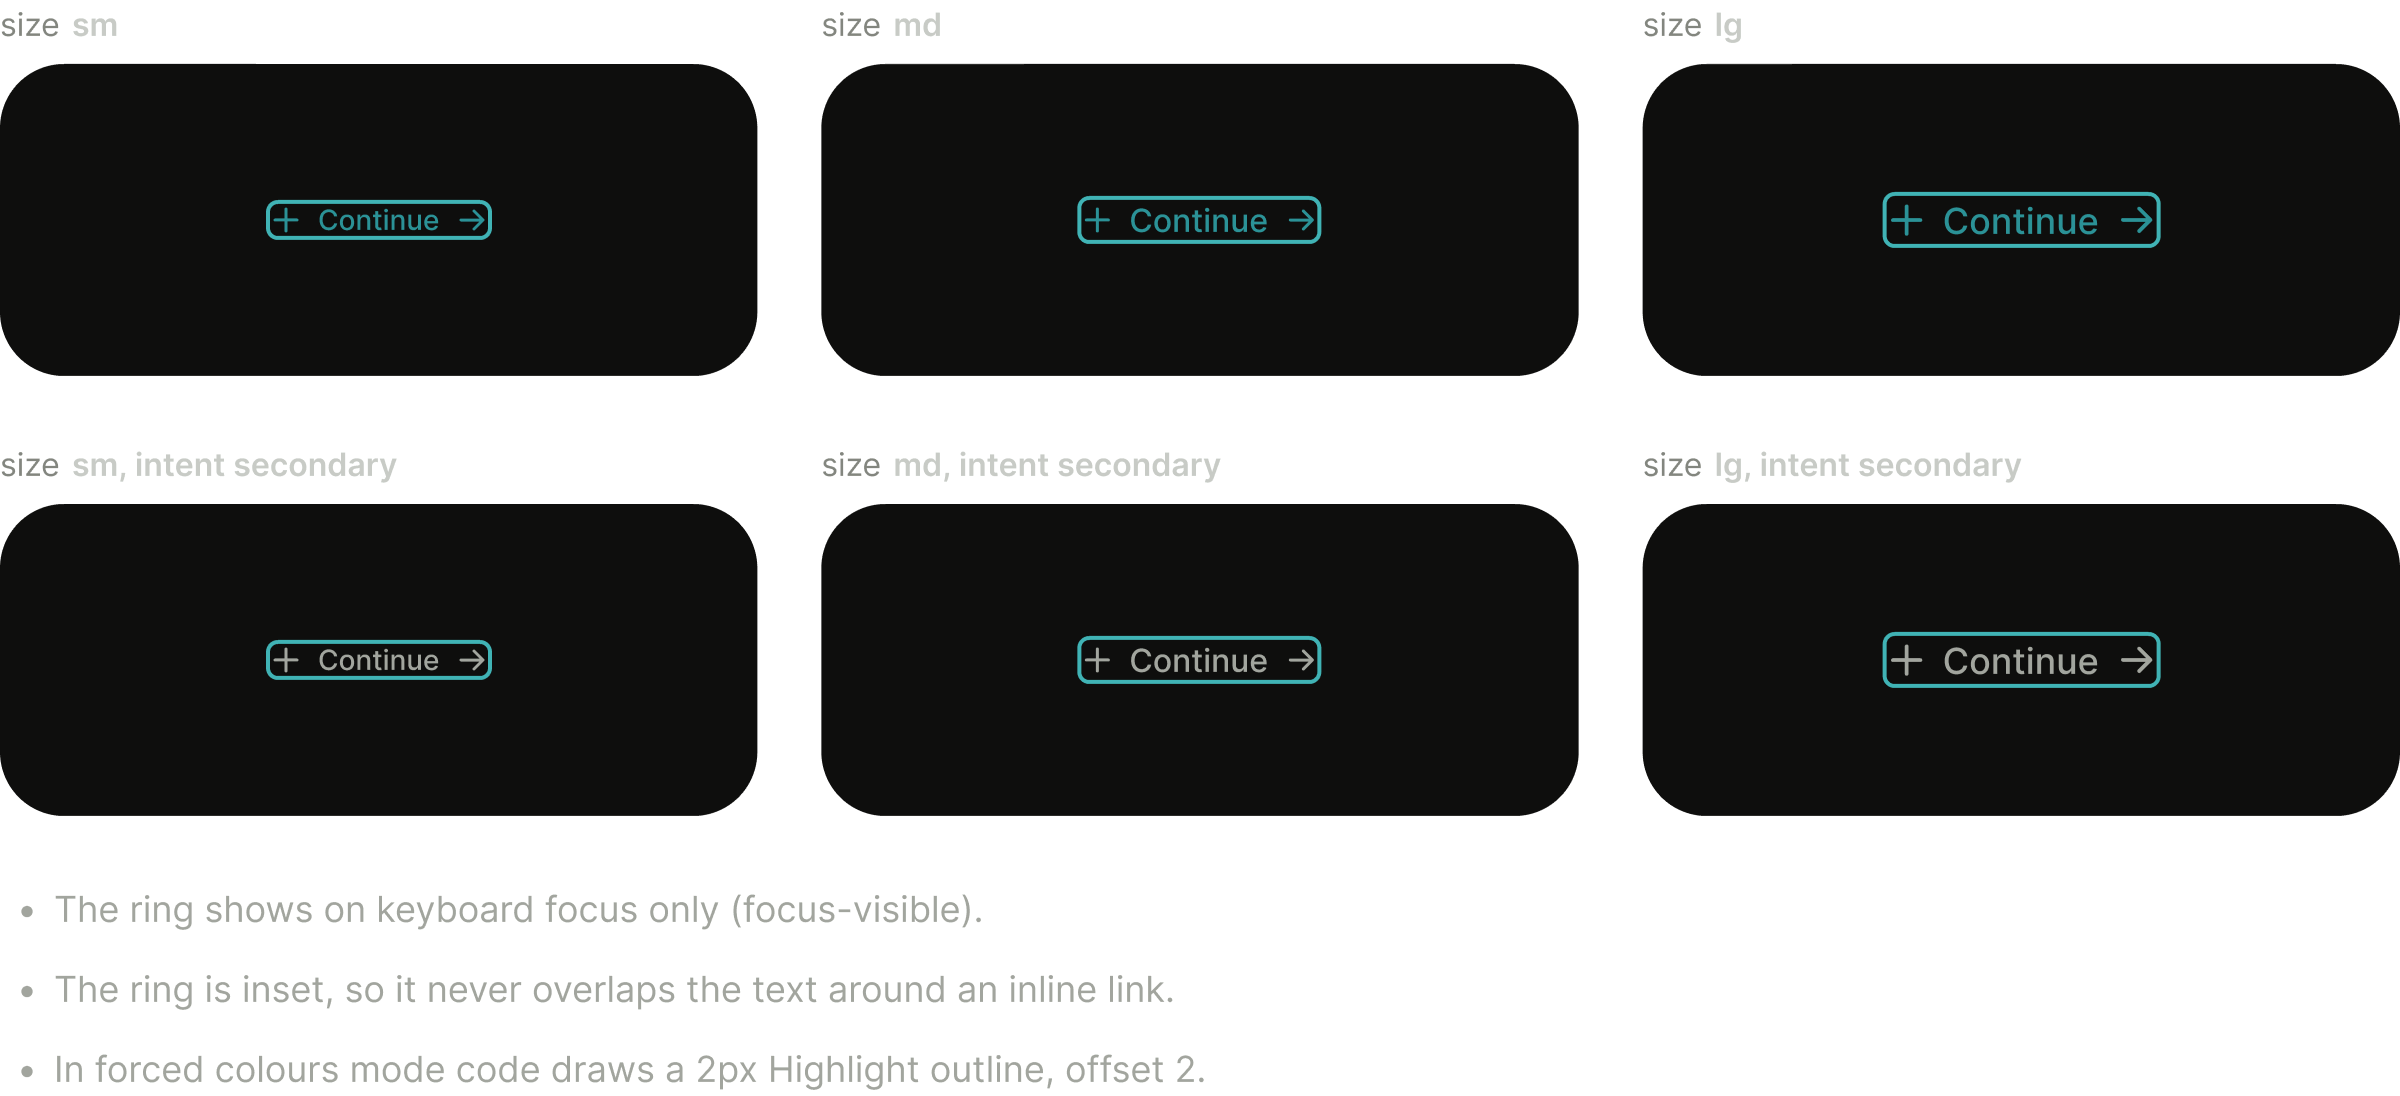 size sm
size md
size lg
Continue
Continue
Continue
size sm, intent secondary
size md, intent secondary
size lg, intent secondary
Continue
Continue
Continue
• The ring shows on keyboard focus only (focus-visible).
• The ring is inset, so it never overlaps the text around an inline link.
• In forced colours mode code draws a 2px Highlight outline, offset 2.